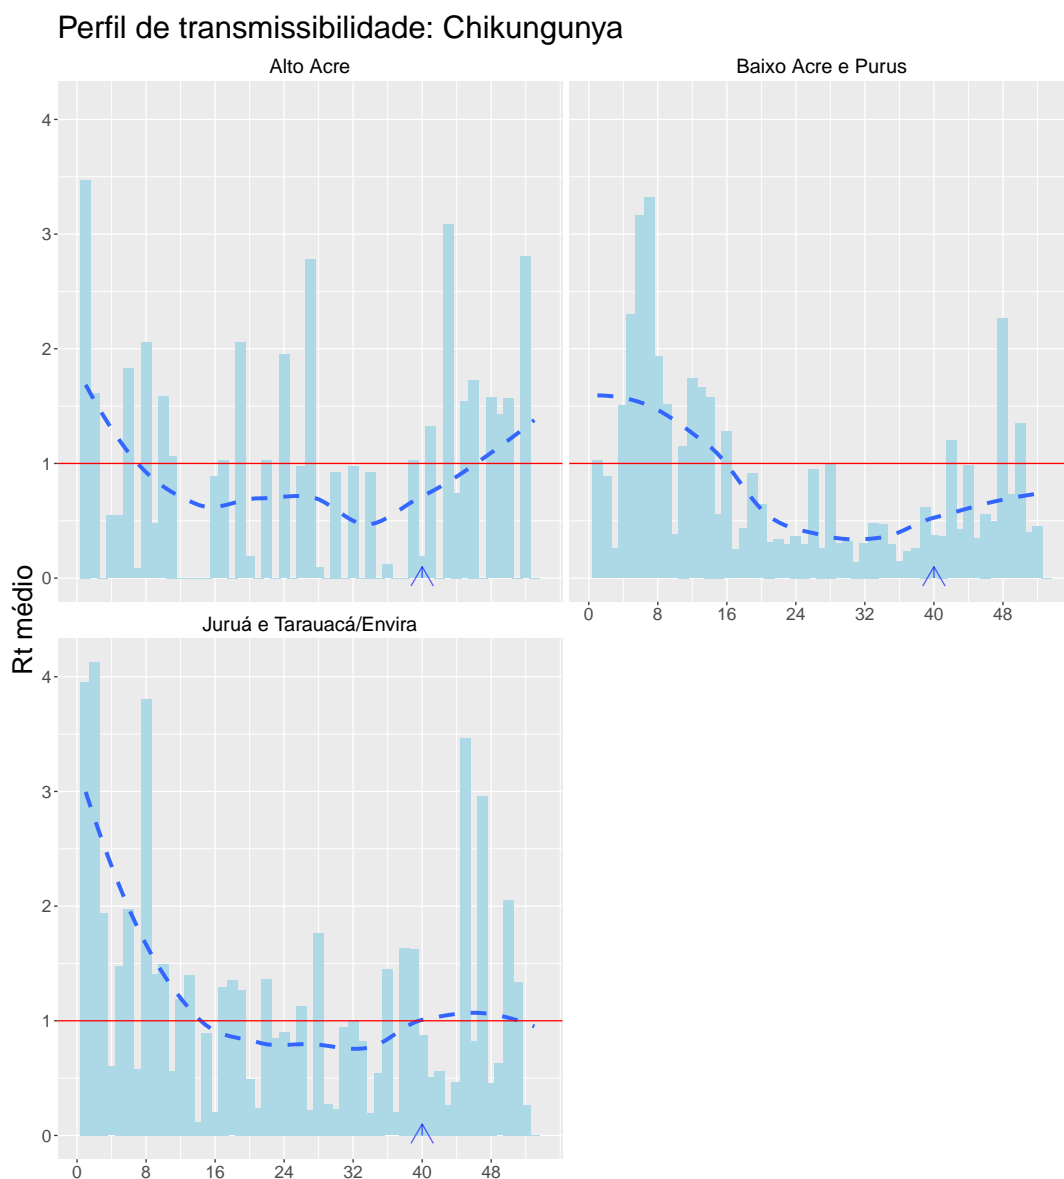 Perfil de transmissibilidade: Chikungunya
Alto Acre
Baixo Acre e Purus
4
3
2
1
0
0 8 16 24 32 40 48
Rt médio
Juruá e Tarauacá/Envira
4
3
2
1
0
0 8 16 24 32 40 48